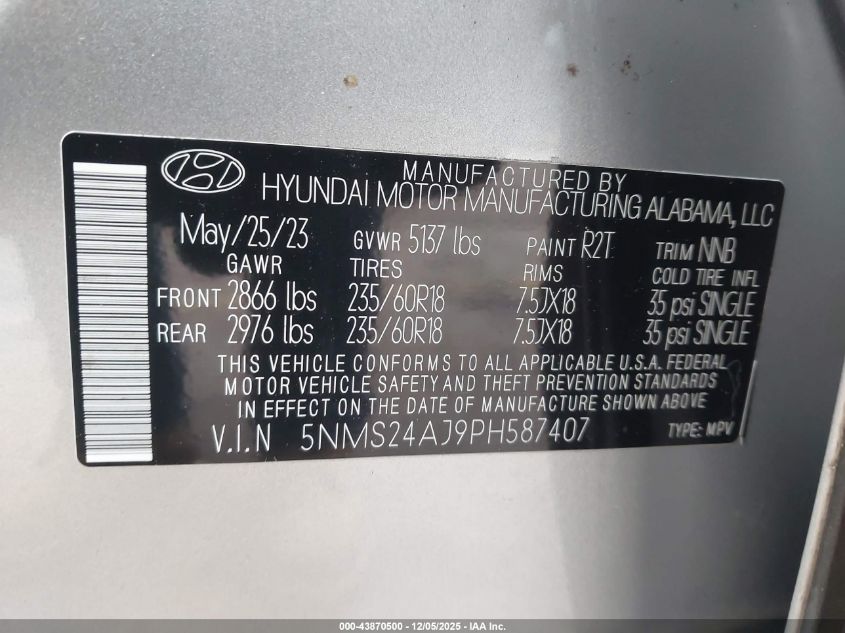 MANUFACTURED BY
HYUNDAI MOTOR MANUFACTURING ALABAMA, LLC
May/25/23 GVWR 5137 lbs PAINT R2T TRIM NNB
GAWR TIRES RIMS COLD TIRE INFL
FRONT 2866 lbs 235/60R18 7.5JX18 35 psi SINGLE
REAR 2976 lbs 235/60R18 7.5JX18 35 psi SINGLE
THIS VEHICLE CONFORMS TO ALL APPLICABLE U.S.A. FEDERAL
MOTOR VEHICLE SAFETY AND THEFT PREVENTION STANDARDS
IN EFFECT ON THE DATE OF MANUFACTURE SHOWN ABOVE
V.I.N 5NMS24AJ9PH587407 TYPE: MPV
000-43870500 - 12/05/2025 - IAA Inc.